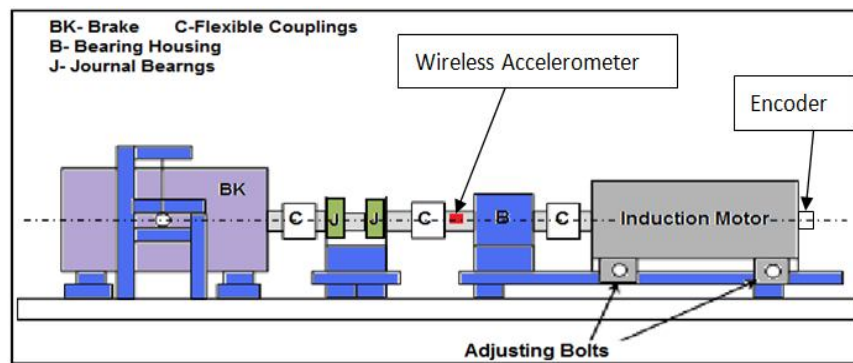 BK- Brake C-Flexible Couplings
B- Bearing Housing
J- Journal Bearngs
Wireless Accelerometer
Encoder
BK
C
J
J
C
B
C
Induction Motor
Adjusting Bolts